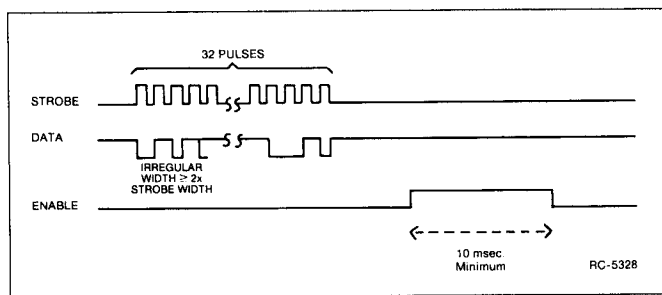 32 PULSES
STROBE
DATA
IRREGULAR
WIDTH ≥ 2x
STROBE WIDTH
ENABLE
10 msec
Minimum
RC-5328